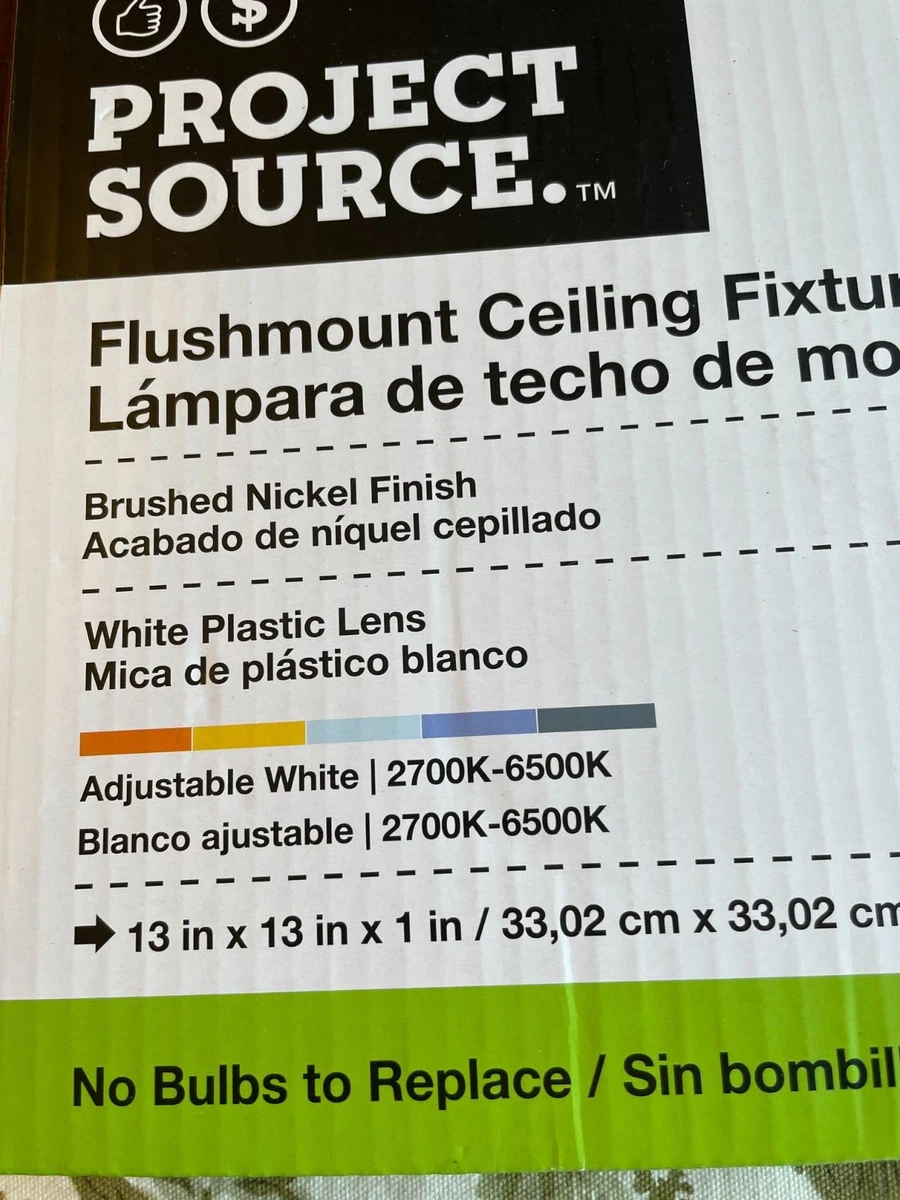 PROJECT
SOURCE.™
Flushmount Ceiling
Lámpara de techo de
Brushed Nickel Finish
Acabado de níquel cepillado
White Plastic Lens
Mica de plástico blanco
Adjustable White | 2700K-6500K
Blanco ajustable | 2700K-6500K
13 in x 13 in x 1 in / 33,02 cm x 33,02 cm
No Bulbs to Replace / Sin